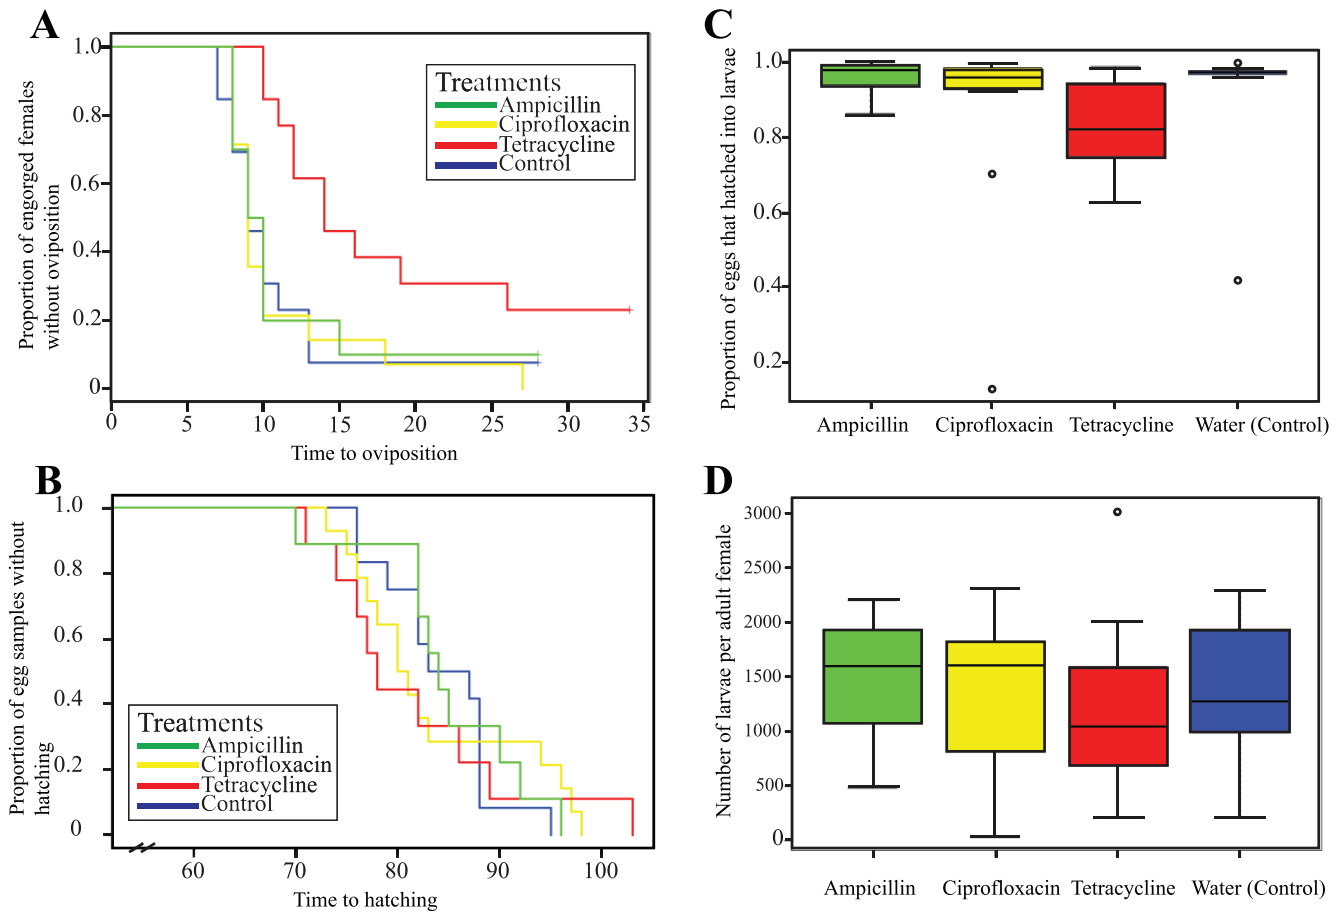 A
Proportion of engorged females
without oviposition
1.0
0.8
0.6
0.4
0.2
0
Treatments
Ampicillin
Ciprofloxacin
Tetracycline
Control
0 5 10 15 20 25 30 35
Time to oviposition
B
Proportion of egg samples without
hatching
1.0
0.8
0.6
0.4
0.2
0
Treatments
Ampicillin
Ciprofloxacin
Tetracycline
Control
60 70 80 90 100
Time to hatching
C
Proportion of eggs that hatched into larvae
1.0
0.8
0.6
0.4
0.2
Ampicillin Ciprofloxacin Tetracycline Water (Control)
D
Number of larvae per adult female
3000
2500
2000
1500
1000
500
0
Ampicillin Ciprofloxacin Tetracycline Water (Control)